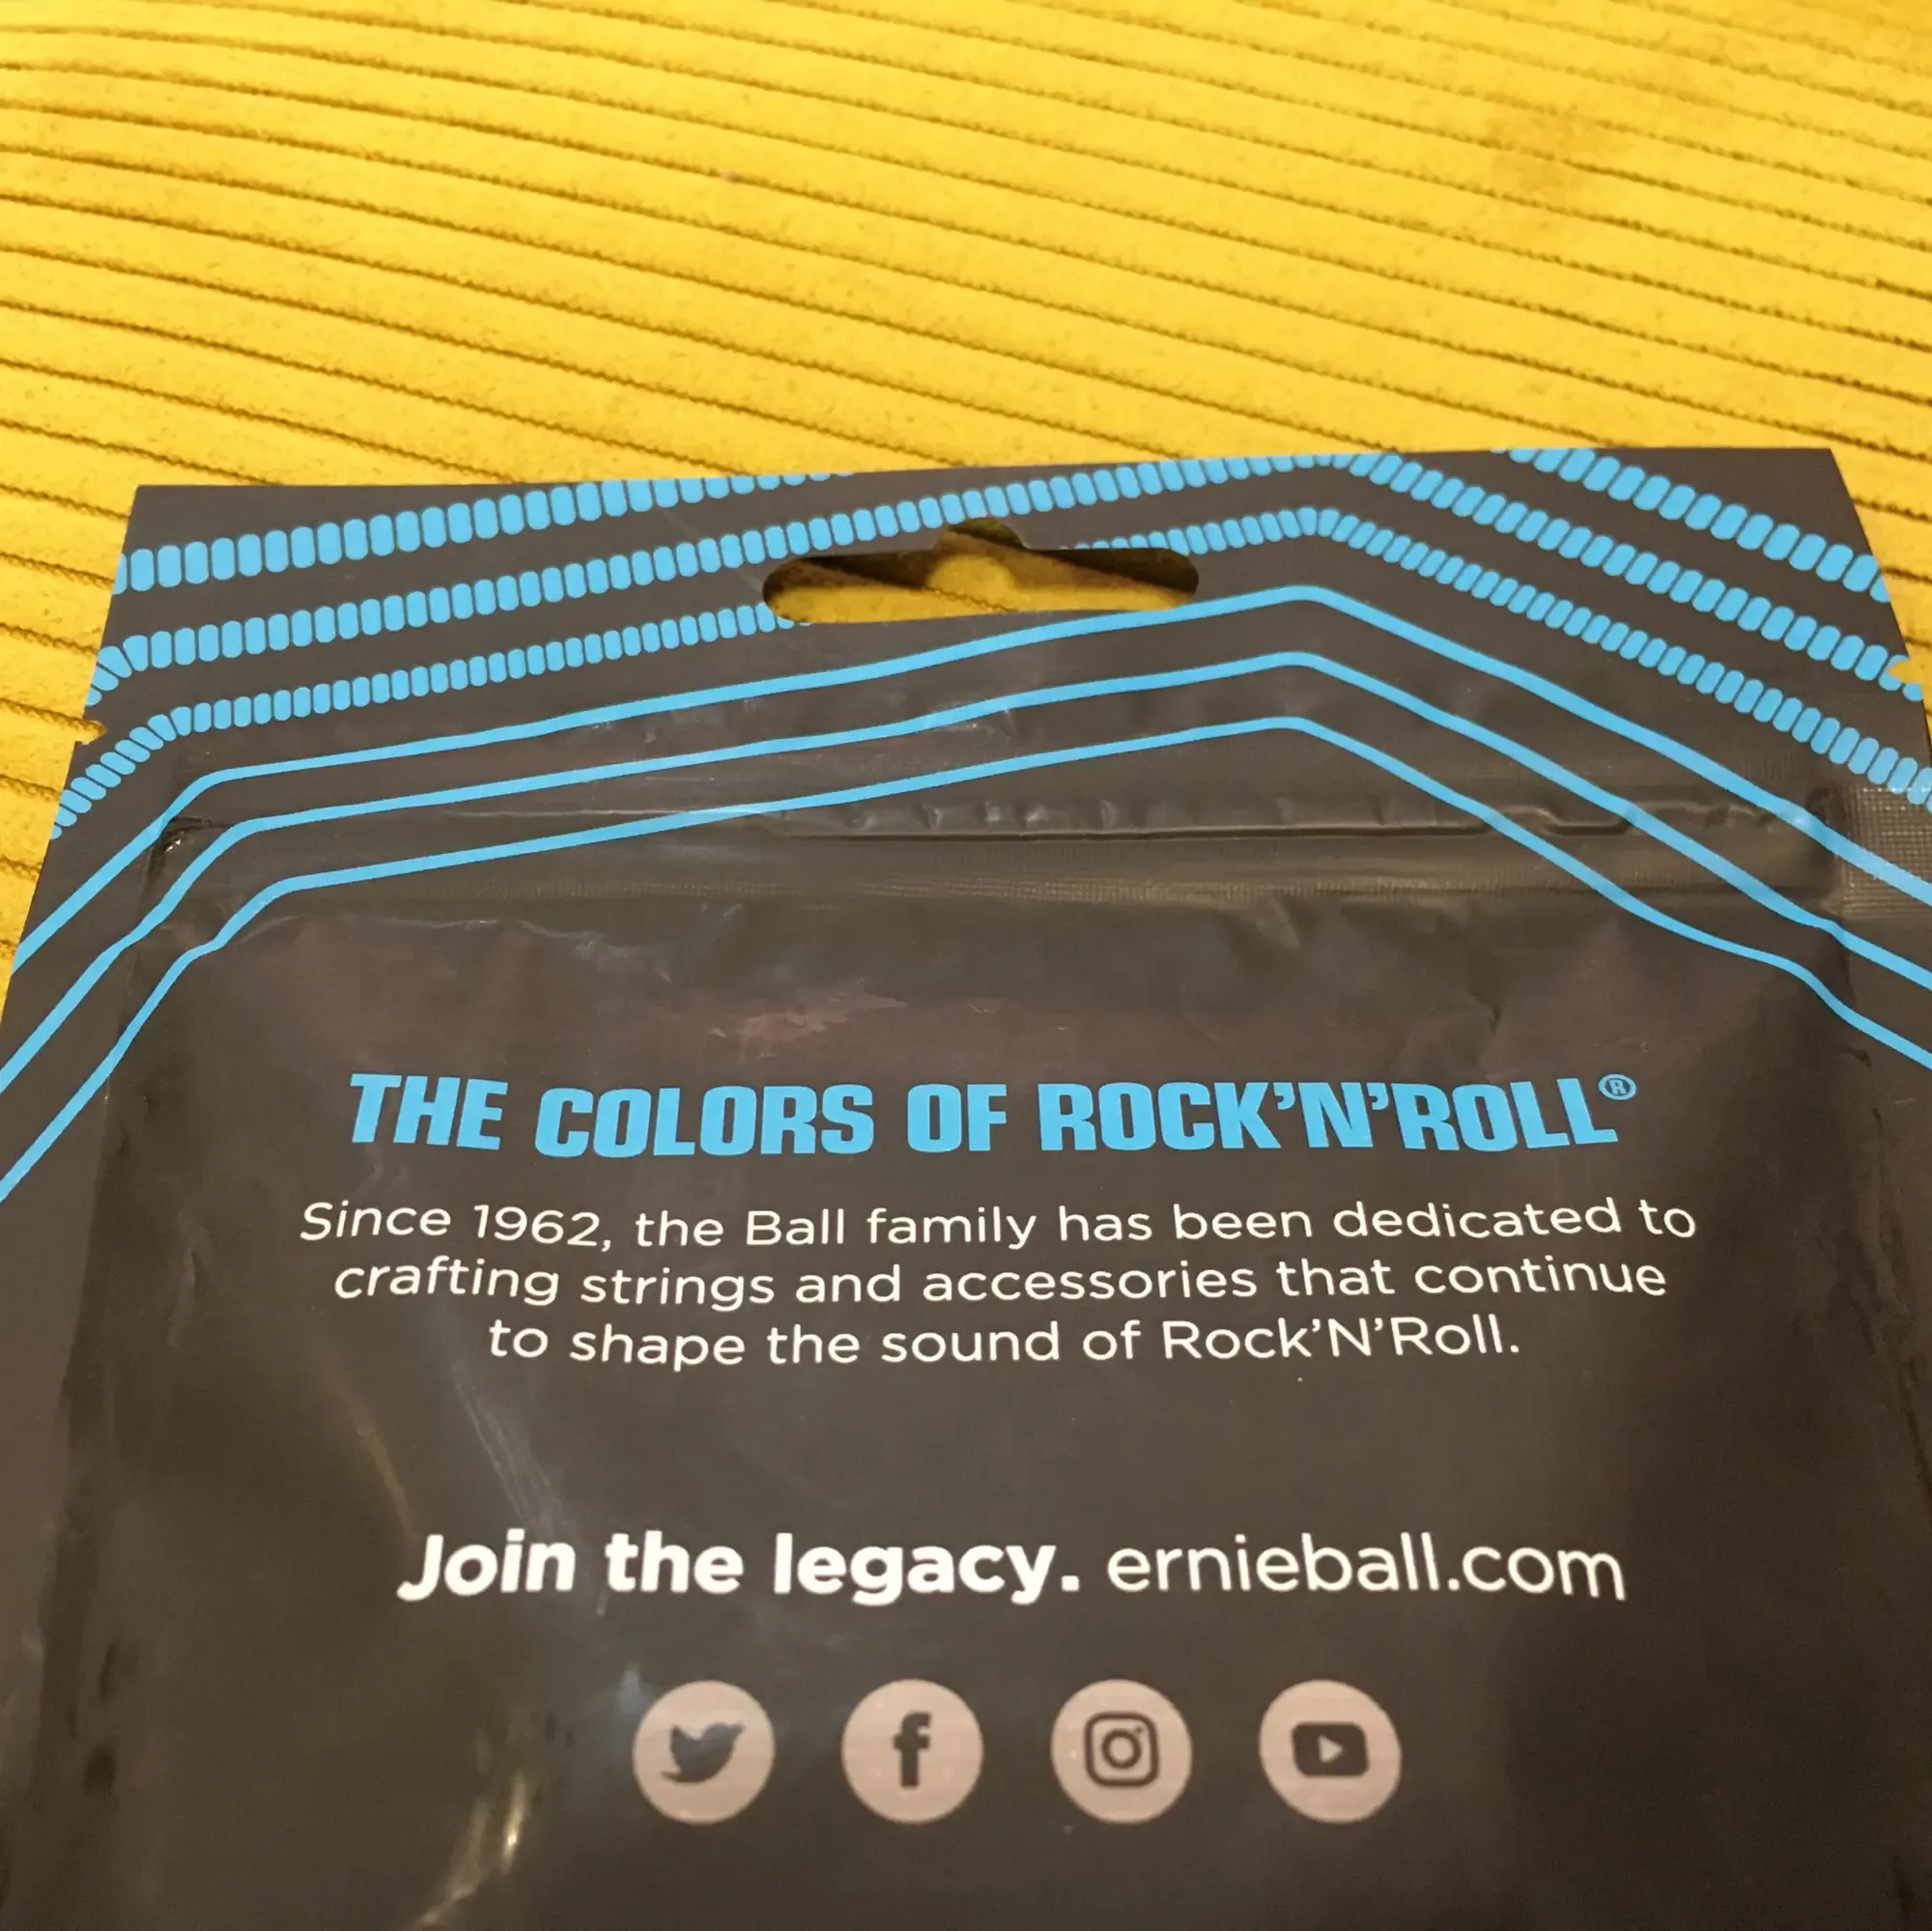 THE COLORS OF ROCK’N’ROLL®
Since 1962, the Ball family has been dedicated to
crafting strings and accessories that continue
to shape the sound of Rock’N’Roll.
Join the legacy. ernieball.com